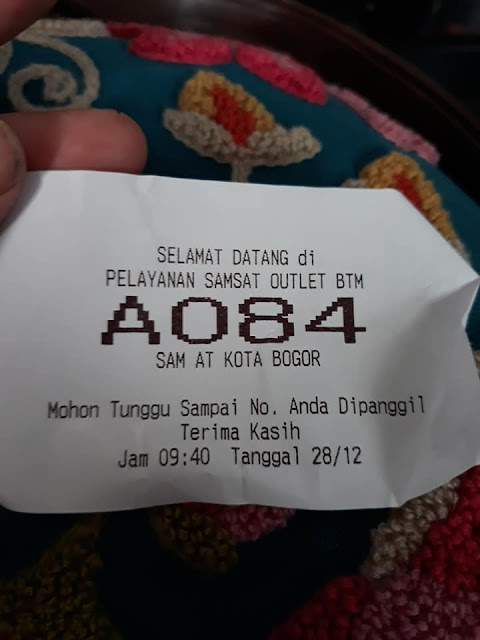 SELAMAT DATANG di
PELAYANAN SAMSAT OUTLET BTM
A084
SAM AT KOTA BOGOR
Mohon Tunggu Sampai No. Anda Dipanggil
Terima Kasih
Jam 09:40 Tanggal 28/12